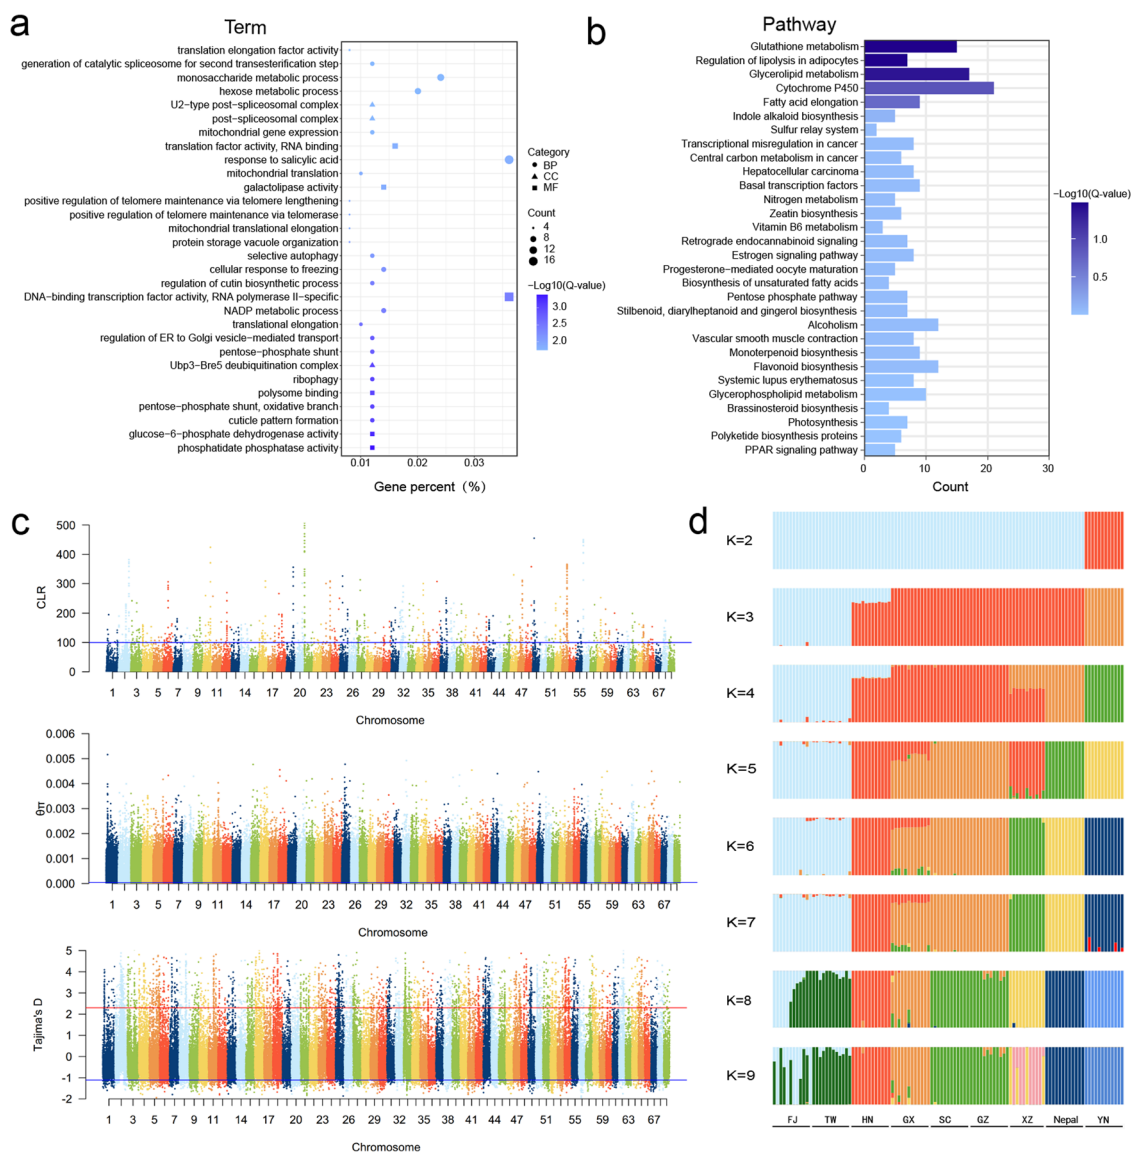 a
Term
translation elongation factor activity
generation of catalytic spliceosome for second transesterification step
monosaccharide metabolic process
hexose metabolic process
U2−type post−spliceosomal complex
post−spliceosomal complex
mitochondrial gene expression
translation factor activity, RNA binding
response to salicylic acid
mitochondrial translation
galactolipase activity
positive regulation of telomere maintenance via telomere lengthening
positive regulation of telomere maintenance via telomerase
mitochondrial translational elongation
protein storage vacuole organization
selective autophagy
cellular response to freezing
regulation of cutin biosynthetic process
DNA−binding transcription factor activity, RNA polymerase II−specific
NADP metabolic process
translational elongation
regulation of ER to Golgi vesicle−mediated transport
pentose−phosphate shunt
Ubp3−Bre5 deubiquitination complex
ribophagy
polysome binding
pentose−phosphate shunt, oxidative branch
cuticle pattern formation
glucose−6−phosphate dehydrogenase activity
phosphatidate phosphatase activity
0.01 0.02 0.03
Gene percent (%)
Category
BP
CC
MF
Count
4
8
12
16
−Log10(Q−value)
3.0
2.5
2.0
b
Pathway
Glutathione metabolism
Regulation of lipolysis in adipocytes
Glycerolipid metabolism
Cytochrome P450
Fatty acid elongation
Indole alkaloid biosynthesis
Sulfur relay system
Transcriptional misregulation in cancer
Central carbon metabolism in cancer
Hepatocellular carcinoma
Basal transcription factors
Nitrogen metabolism
Zeatin biosynthesis
Vitamin B6 metabolism
Retrograde endocannabinoid signaling
Estrogen signaling pathway
Progesterone−mediated oocyte maturation
Biosynthesis of unsaturated fatty acids
Pentose phosphate pathway
Stilbenoid, diarylheptanoid and gingerol biosynthesis
Alcoholism
Vascular smooth muscle contraction
Monoterpenoid biosynthesis
Flavonoid biosynthesis
Systemic lupus erythematosus
Glycerophospholipid metabolism
Brassinosteroid biosynthesis
Photosynthesis
Polyketide biosynthesis proteins
PPAR signaling pathway
0 10 20 30
Count
−Log10(Q−value)
1.0
0.5
c
500
400
300
200
100
0
CLR
1 3 5 7 9 11 14 17 20 23 26 29 32 35 38 41 44 47 51 55 59 63 67
Chromosome
0.006
0.005
0.004
0.003
0.002
0.001
0.000
θπ
1 3 5 7 9 11 14 17 20 23 26 29 32 35 38 41 44 47 51 55 59 63 67
Chromosome
5
4
3
2
1
0
-1
-2
Tajima's D
1 3 5 7 9 11 14 17 20 23 26 29 32 35 38 41 44 47 51 55 59 63 67
Chromosome
d
K=2
K=3
K=4
K=5
K=6
K=7
K=8
K=9
FJ TW HN GX SC GZ XZ Nepal YN